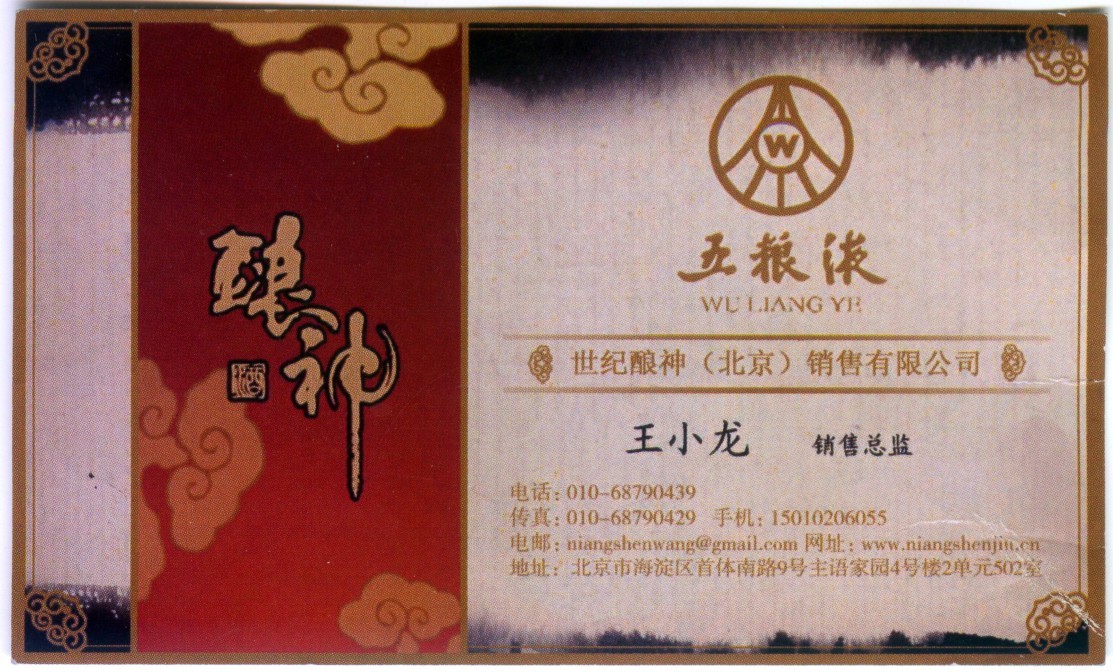 酿神
酒
W
五粮液
WU LIANG YE
世纪酿神（北京）销售有限公司
王小龙 销售总监
电话：010-68790439
传真：010-68790429 手机：15010206055
电邮：niangshenwang@gmail.com 网址：www.niangshenjiu.cn
地址：北京市海淀区首体南路9号主语家园4号楼2单元502室